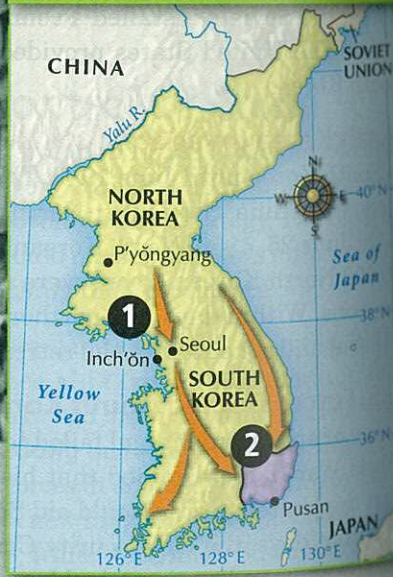 CHINA
SOVIET
UNION
Yalu R.
N
W
E
S
40°N
NORTH
KOREA
P'yŏngyang
Sea of
Japan
1
38°N
Seoul
Inch'ŏn
SOUTH
KOREA
Yellow
Sea
2
36°N
Pusan
JAPAN
126°E
128°E
130°E